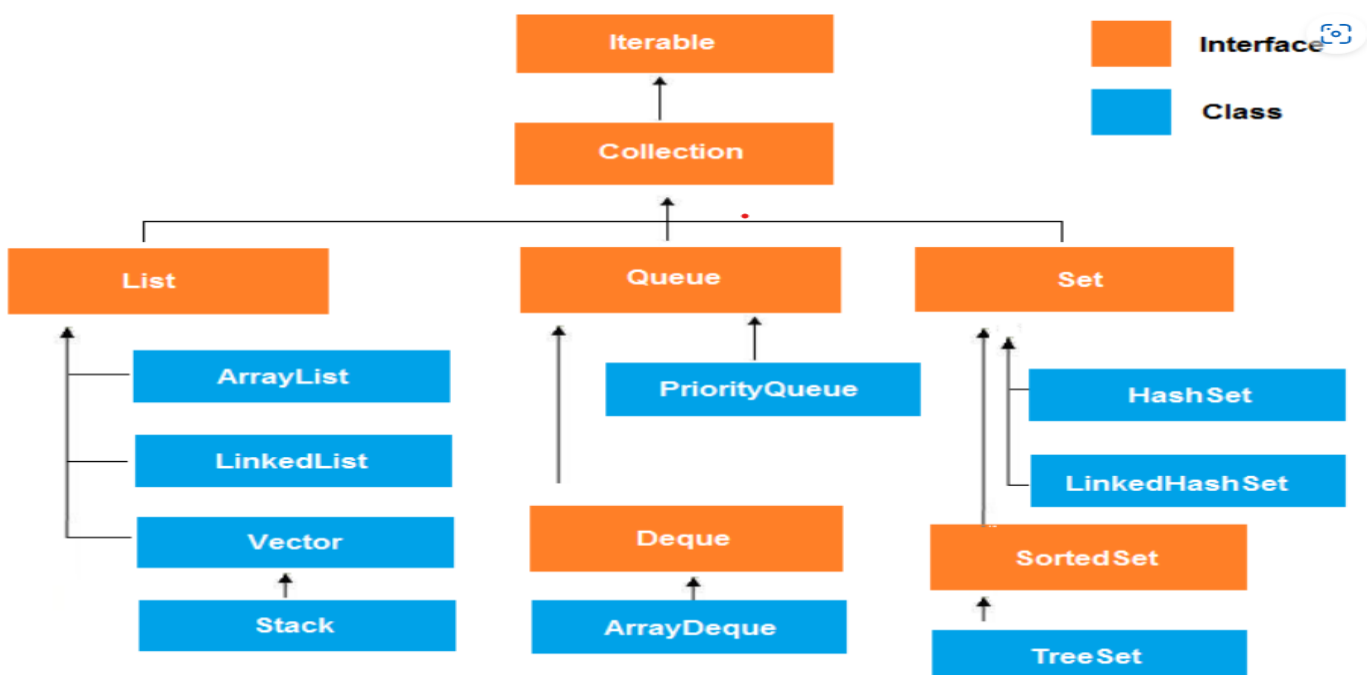 Iterable
Interface
Class
Collection
List
Queue
Set
ArrayList
PriorityQueue
HashSet
LinkedList
LinkedHashSet
Vector
Deque
SortedSet
Stack
ArrayDeque
TreeSet